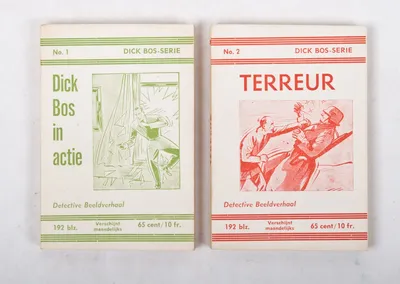 No. 1 DICK BOS-SERIE
Dick
Bos
in
actie
Detective Beeldverhaal
192 blz. Verschijnt maandelijks 65 cent/10 fr.
No. 2 DICK BOS-SERIE
TERREUR
Detective Beeldverhaal
192 blz. Verschijnt maandelijks 65 cent/10 fr.